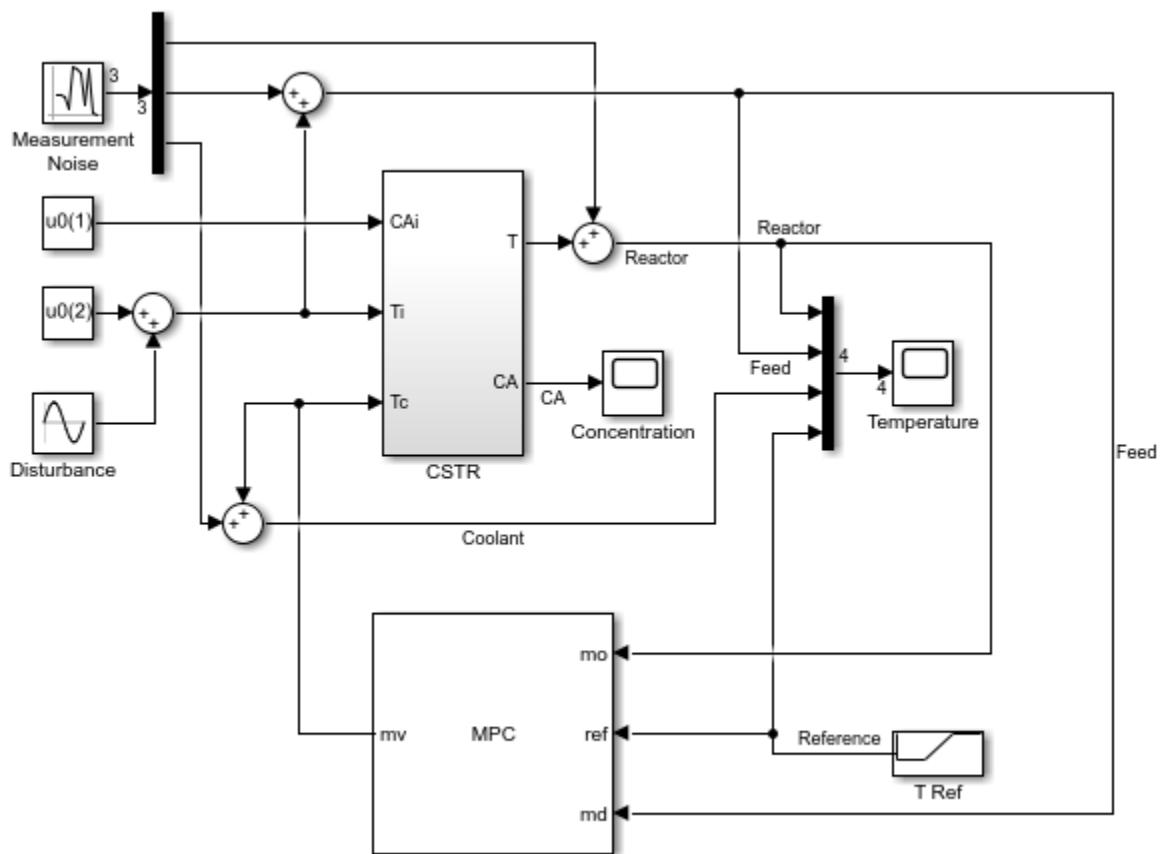 3
3
Measurement
Noise
+
+
u0(1)
CAi
T
+
+
Reactor
Reactor
u0(2)
+
+
Ti
4
4
Feed
CA
CA
Concentration
Temperature
Tc
Disturbance
CSTR
Feed
+
+
Coolant
mo
mv
MPC
ref
Reference
T Ref
md